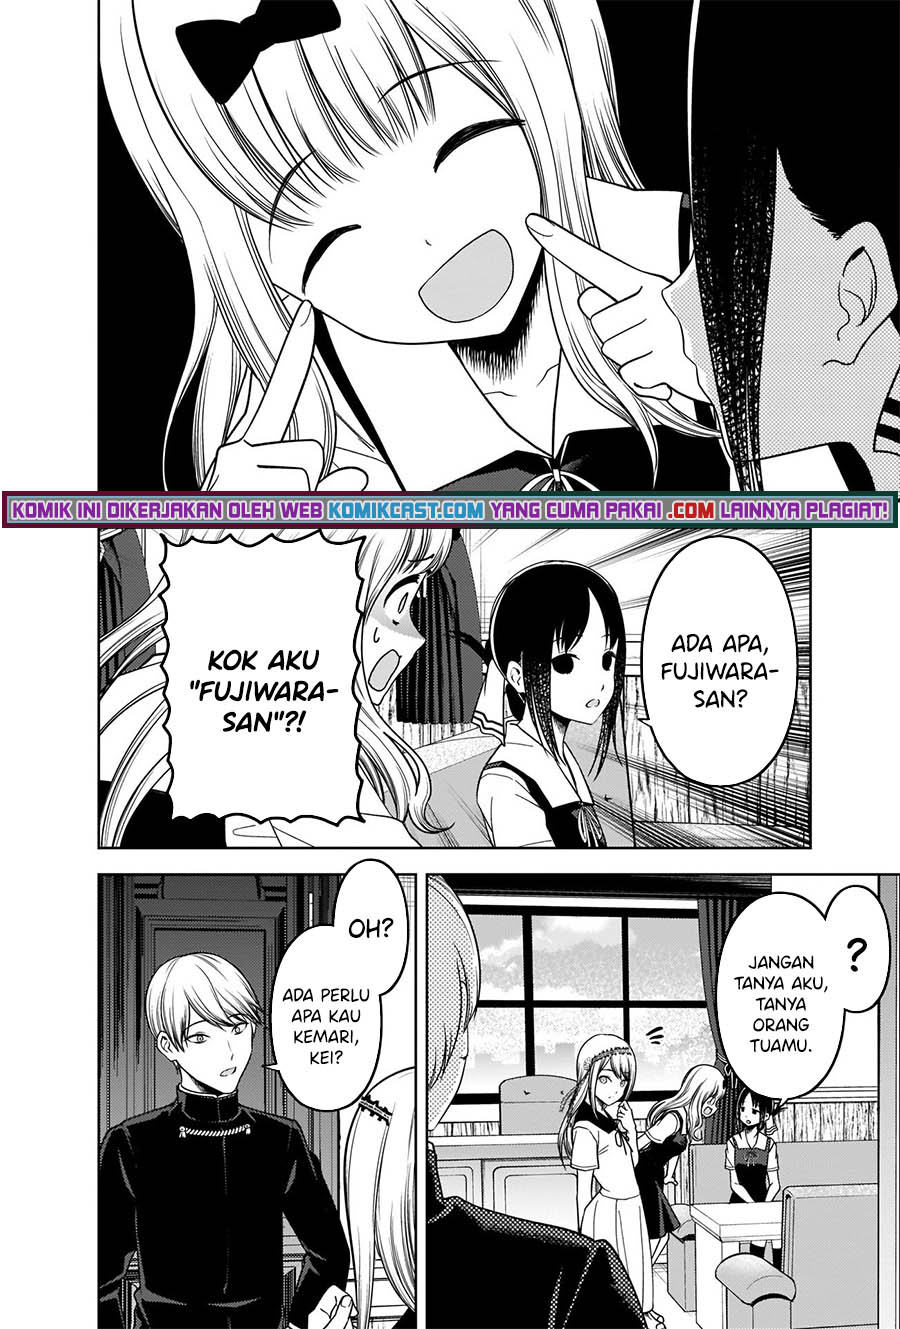 KOMIK INI DIKERJAKAN OLEH WEB KOMIKCAST.COM YANG CUMA PAKAI .COM LAINNYA PLAGIAT!
ADA APA,
FUJIWARA-
SAN?
KOK AKU
"FUJIWARA-
SAN"?!
?
JANGAN
TANYA AKU,
TANYA
ORANG
TUAMU.
OH?
ADA PERLU
APA KAU
KEMARI,
KEI?